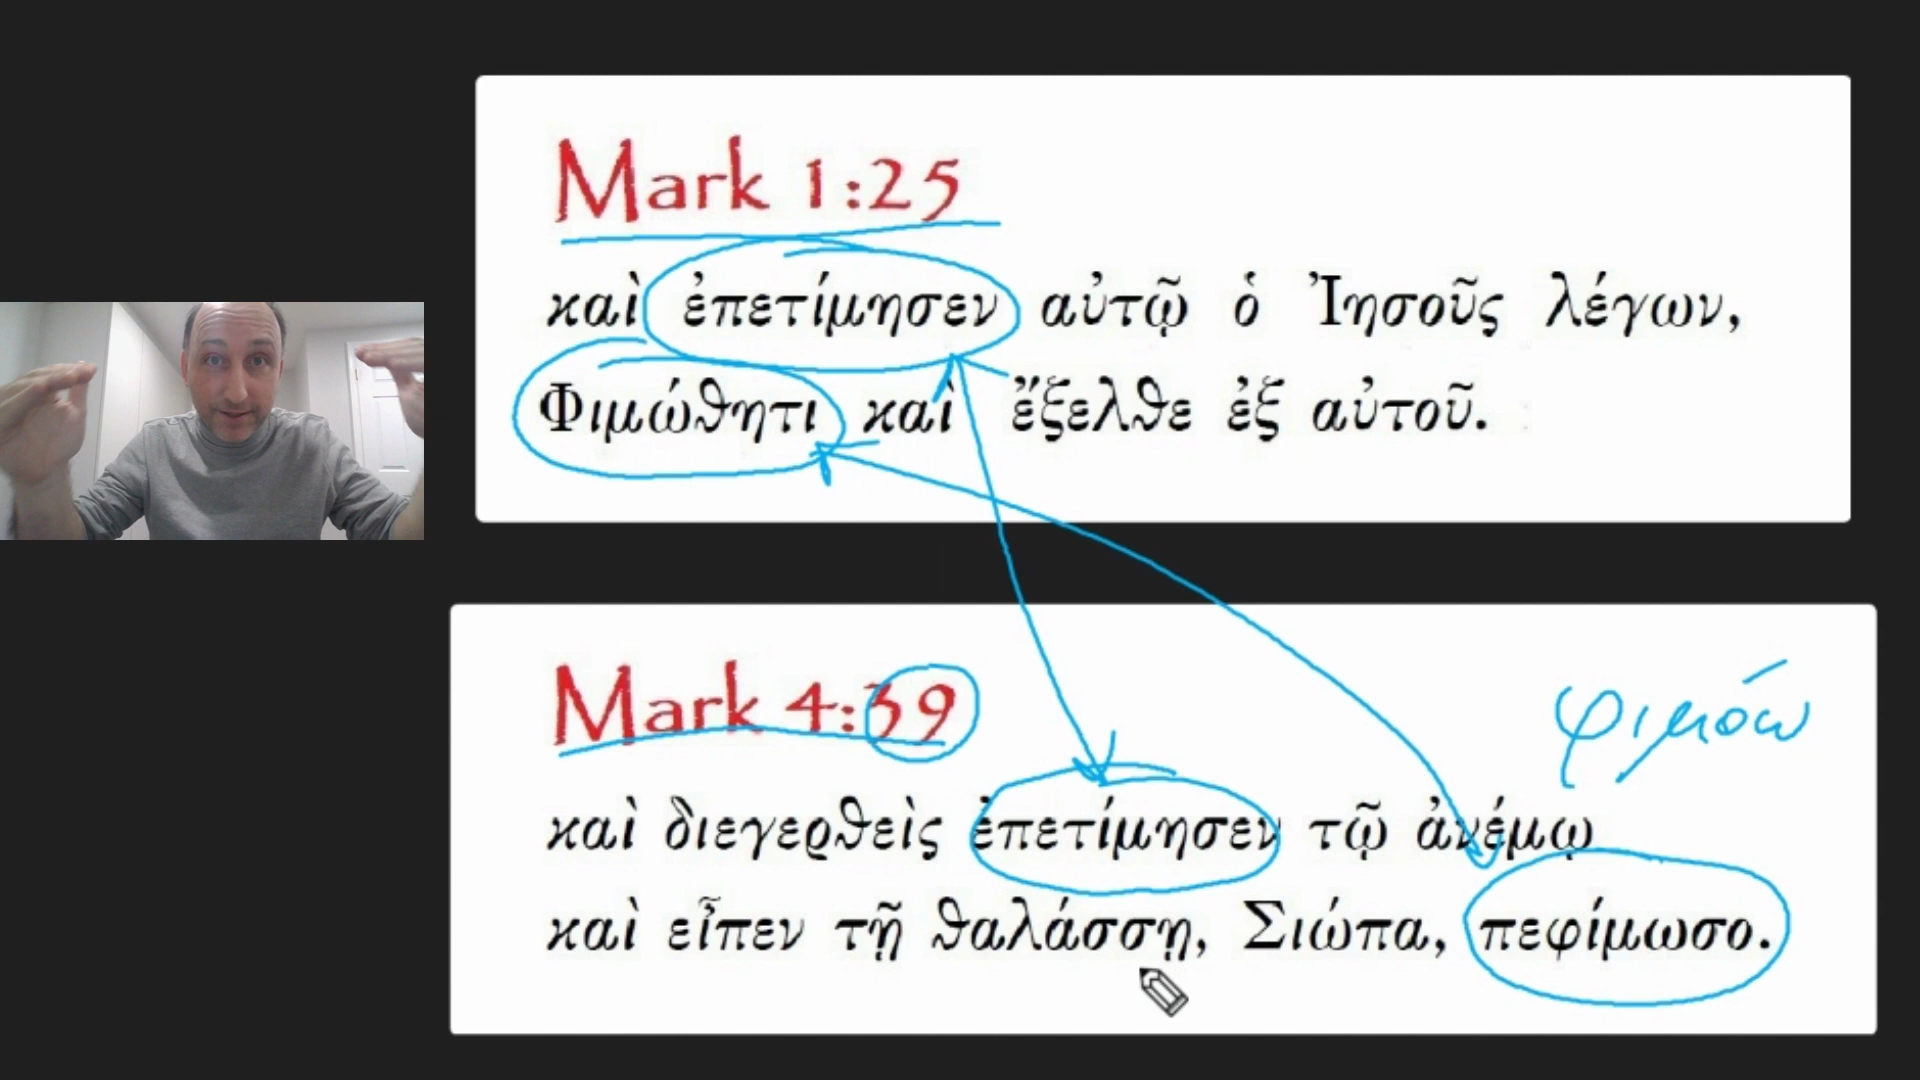 Mark 1:25
καὶ ἐπετίμησεν αὐτῷ ὁ Ἰησοῦς λέγων,
Φιμώθητι καὶ ἔξελθε ἐξ αὐτοῦ.
Mark 4:39
φιμόω
καὶ διεγερθεὶς ἐπετίμησεν τῷ ἀνέμῳ
καὶ εἶπεν τῇ θαλάσσῃ, Σιώπα, πεφίμωσο.